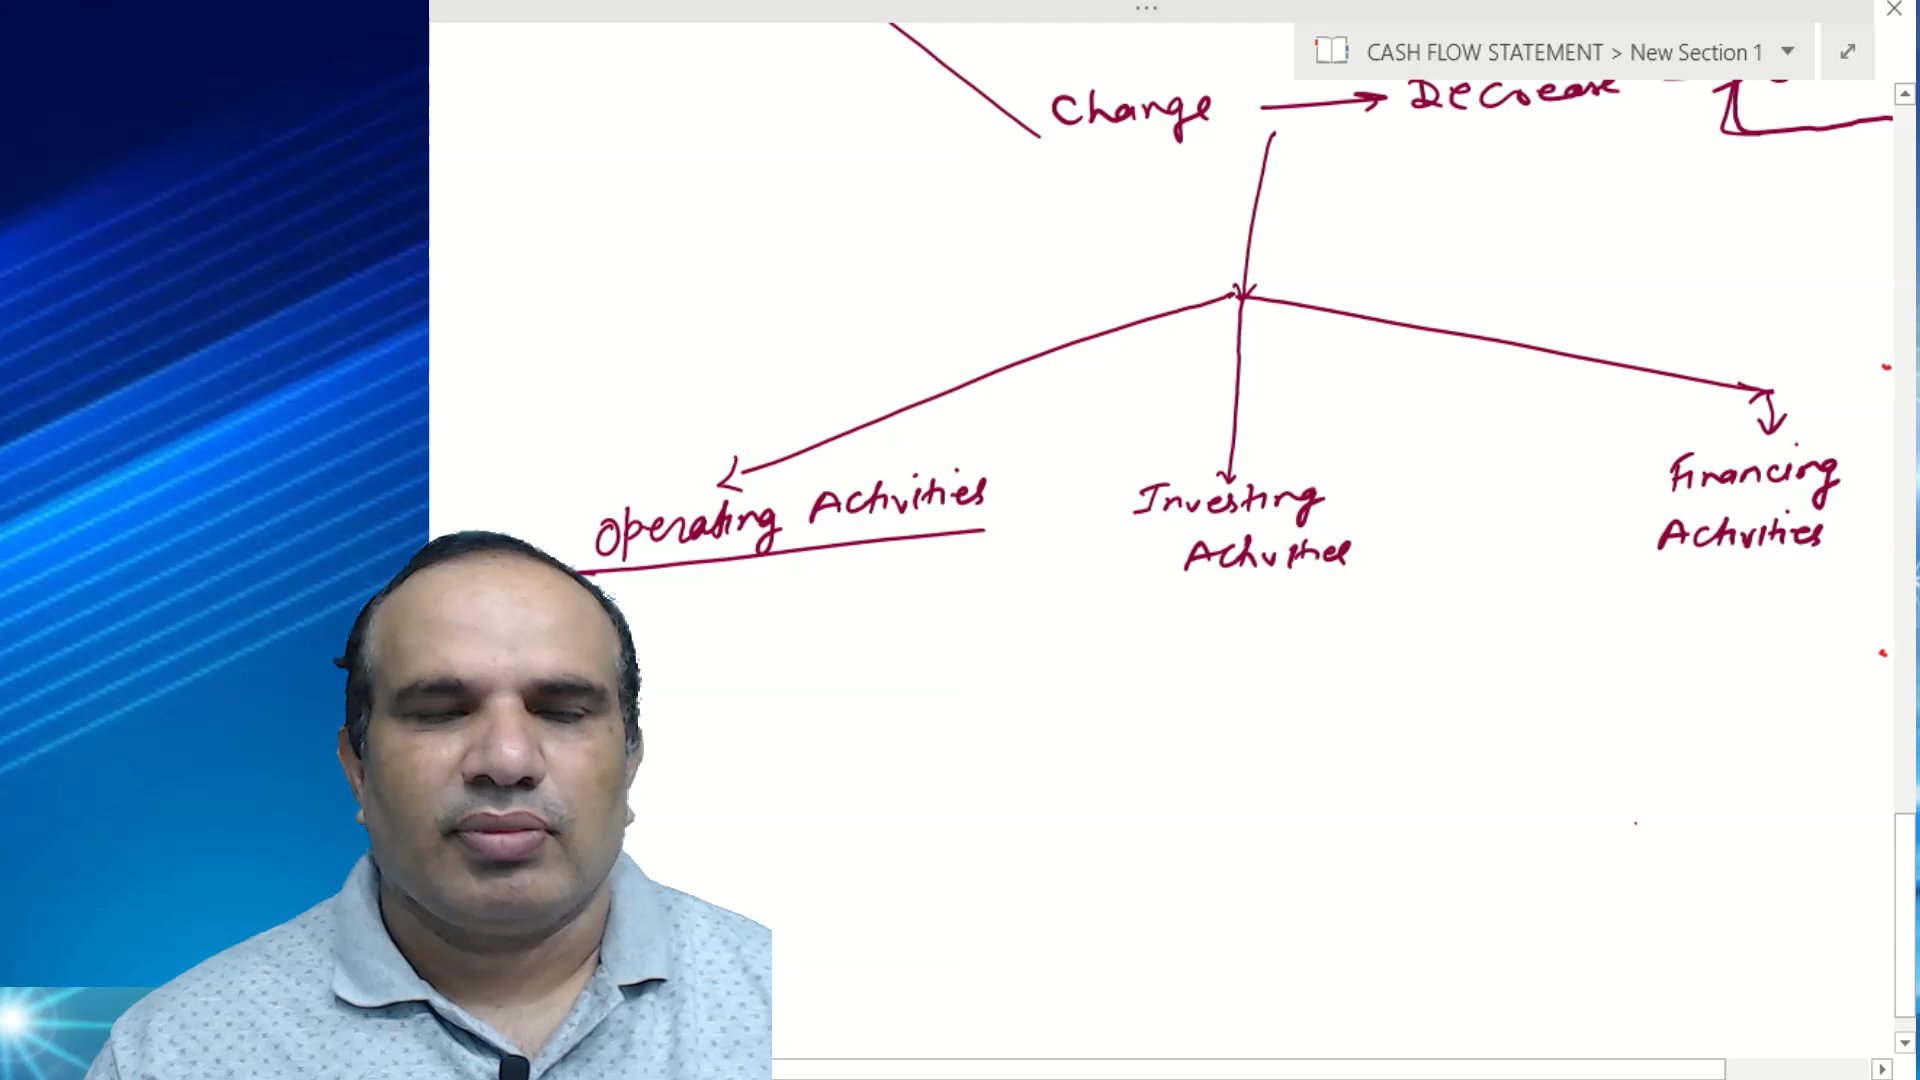 CASH FLOW STATEMENT > New Section 1
Change → Decrease
Operating Activities
Investing
Activities
Financing
Activities